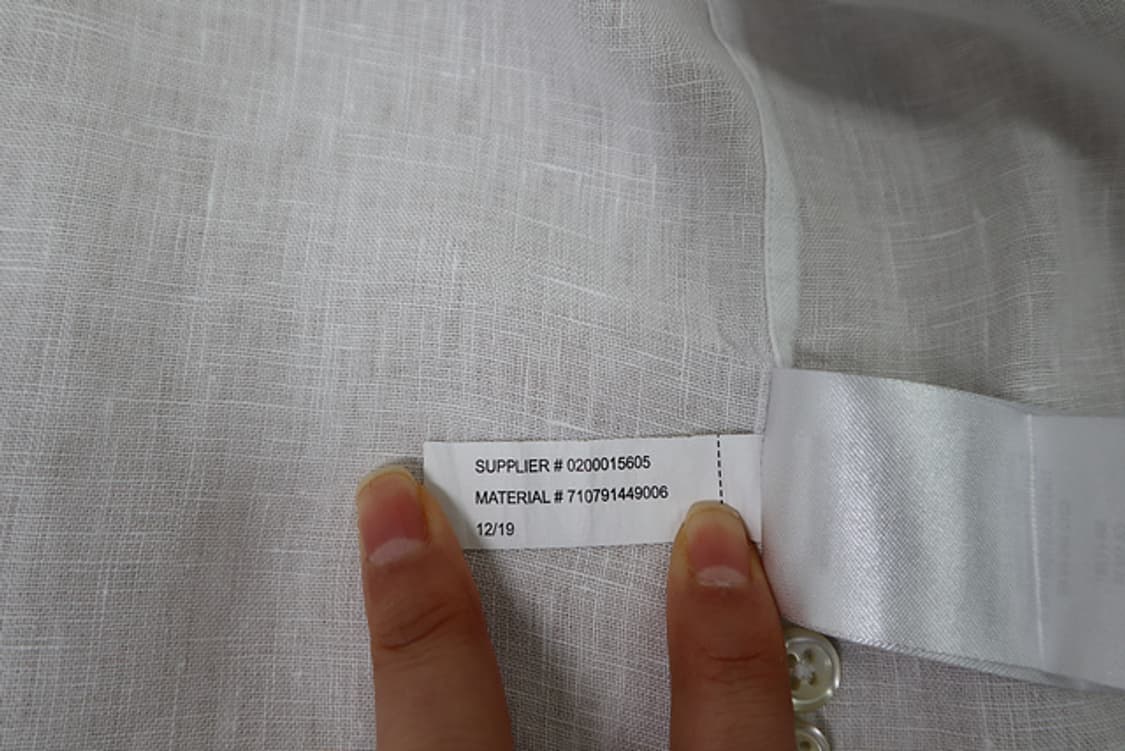 SUPPLIER # 0200015605
MATERIAL # 710791449006
12/19